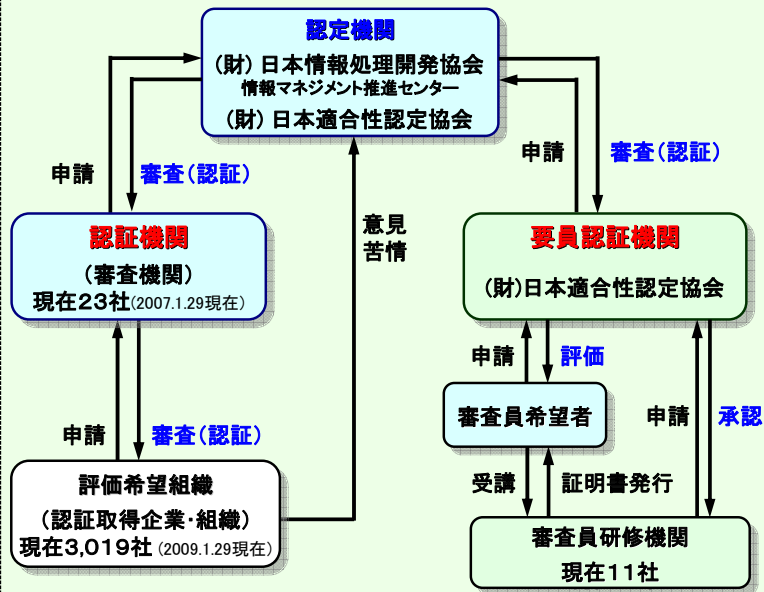 認定機関
(財)日本情報処理開発協会
情報マネジメント推進センター
(財)日本適合性認定協会
申請
審査(認証)
意見
苦情
申請
審査(認証)
認証機関
(審査機関)
現在23社(2007.1.29現在)
要員認証機関
(財)日本適合性認定協会
申請
評価
審査員希望者
申請
承認
申請
審査(認証)
評価希望組織
(認証取得企業・組織)
現在3,019社(2009.1.29現在)
受講
証明書発行
審査員研修機関
現在11社